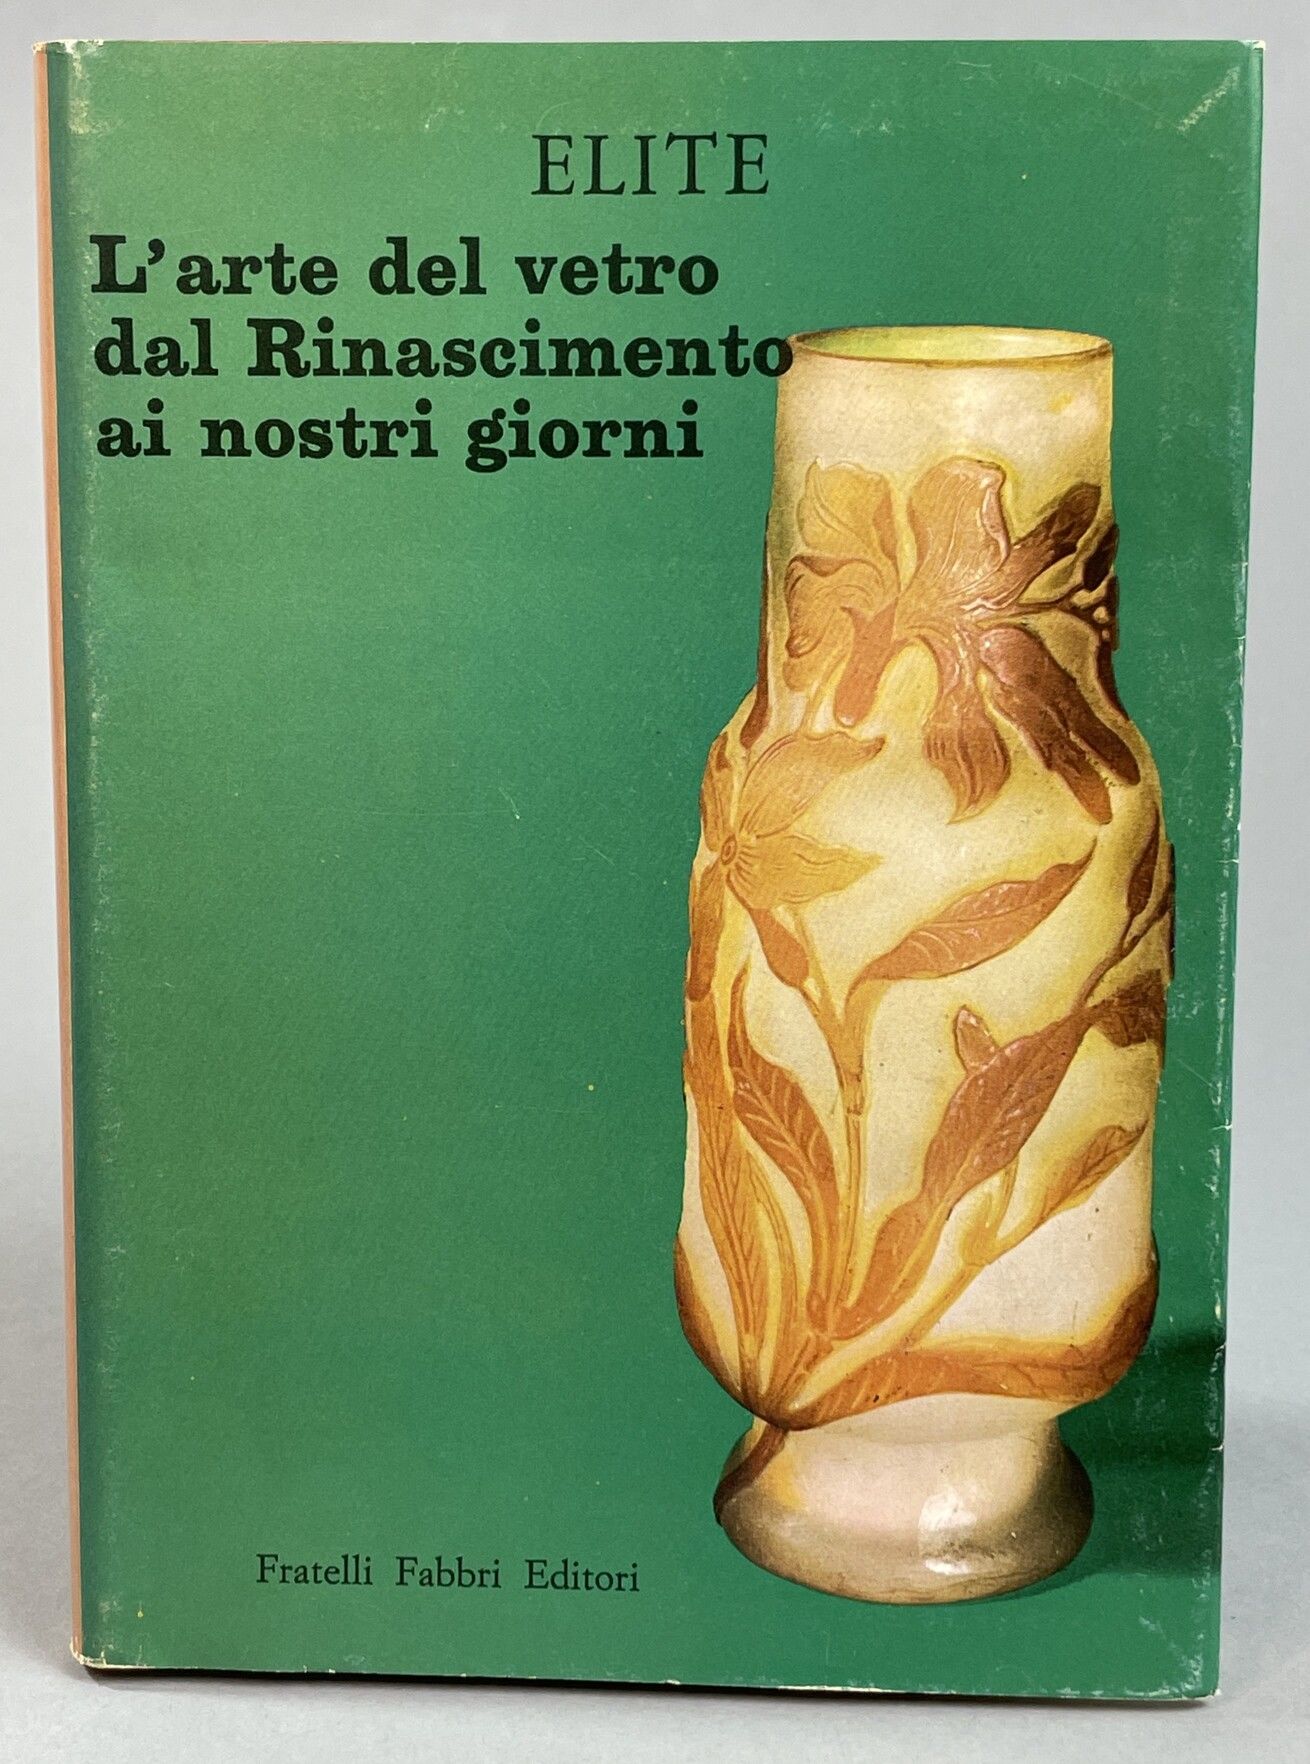 ELITE
L'arte del vetro
dal Rinascimento
ai nostri giorni
Fratelli Fabbri Editori